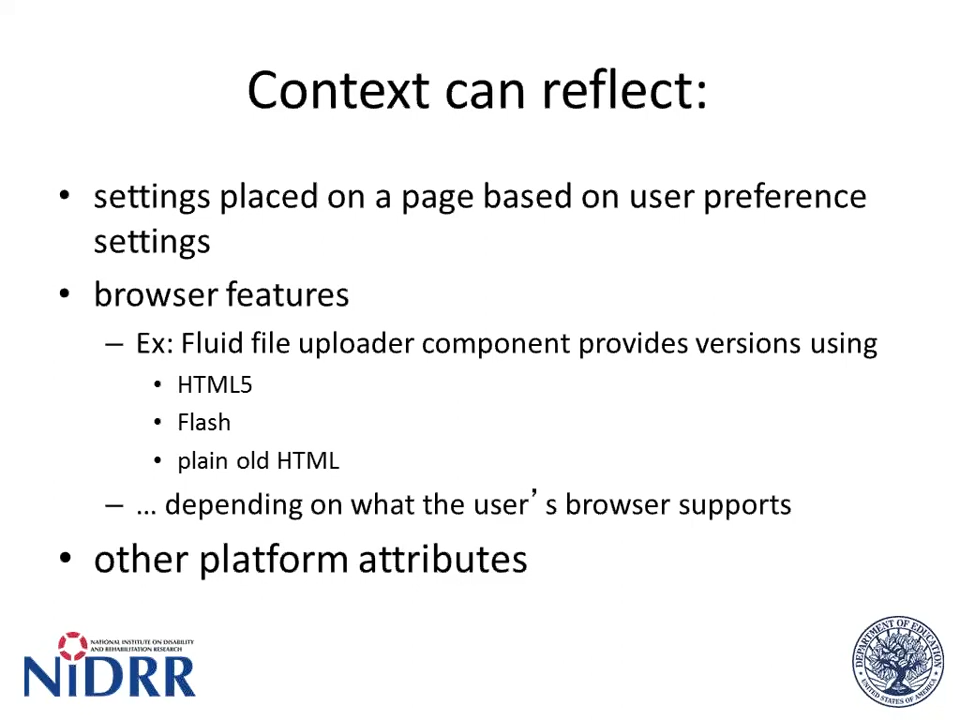 Context can reflect:
• settings placed on a page based on user preference
settings
• browser features
– Ex: Fluid file uploader component provides versions using
• HTML5
• Flash
• plain old HTML
– … depending on what the user’s browser supports
• other platform attributes
NATIONAL INSTITUTE ON DISABILITY
AND REHABILITATION RESEARCH
NiDRR
DEPARTMENT OF EDUCATION
UNITED STATES OF AMERICA